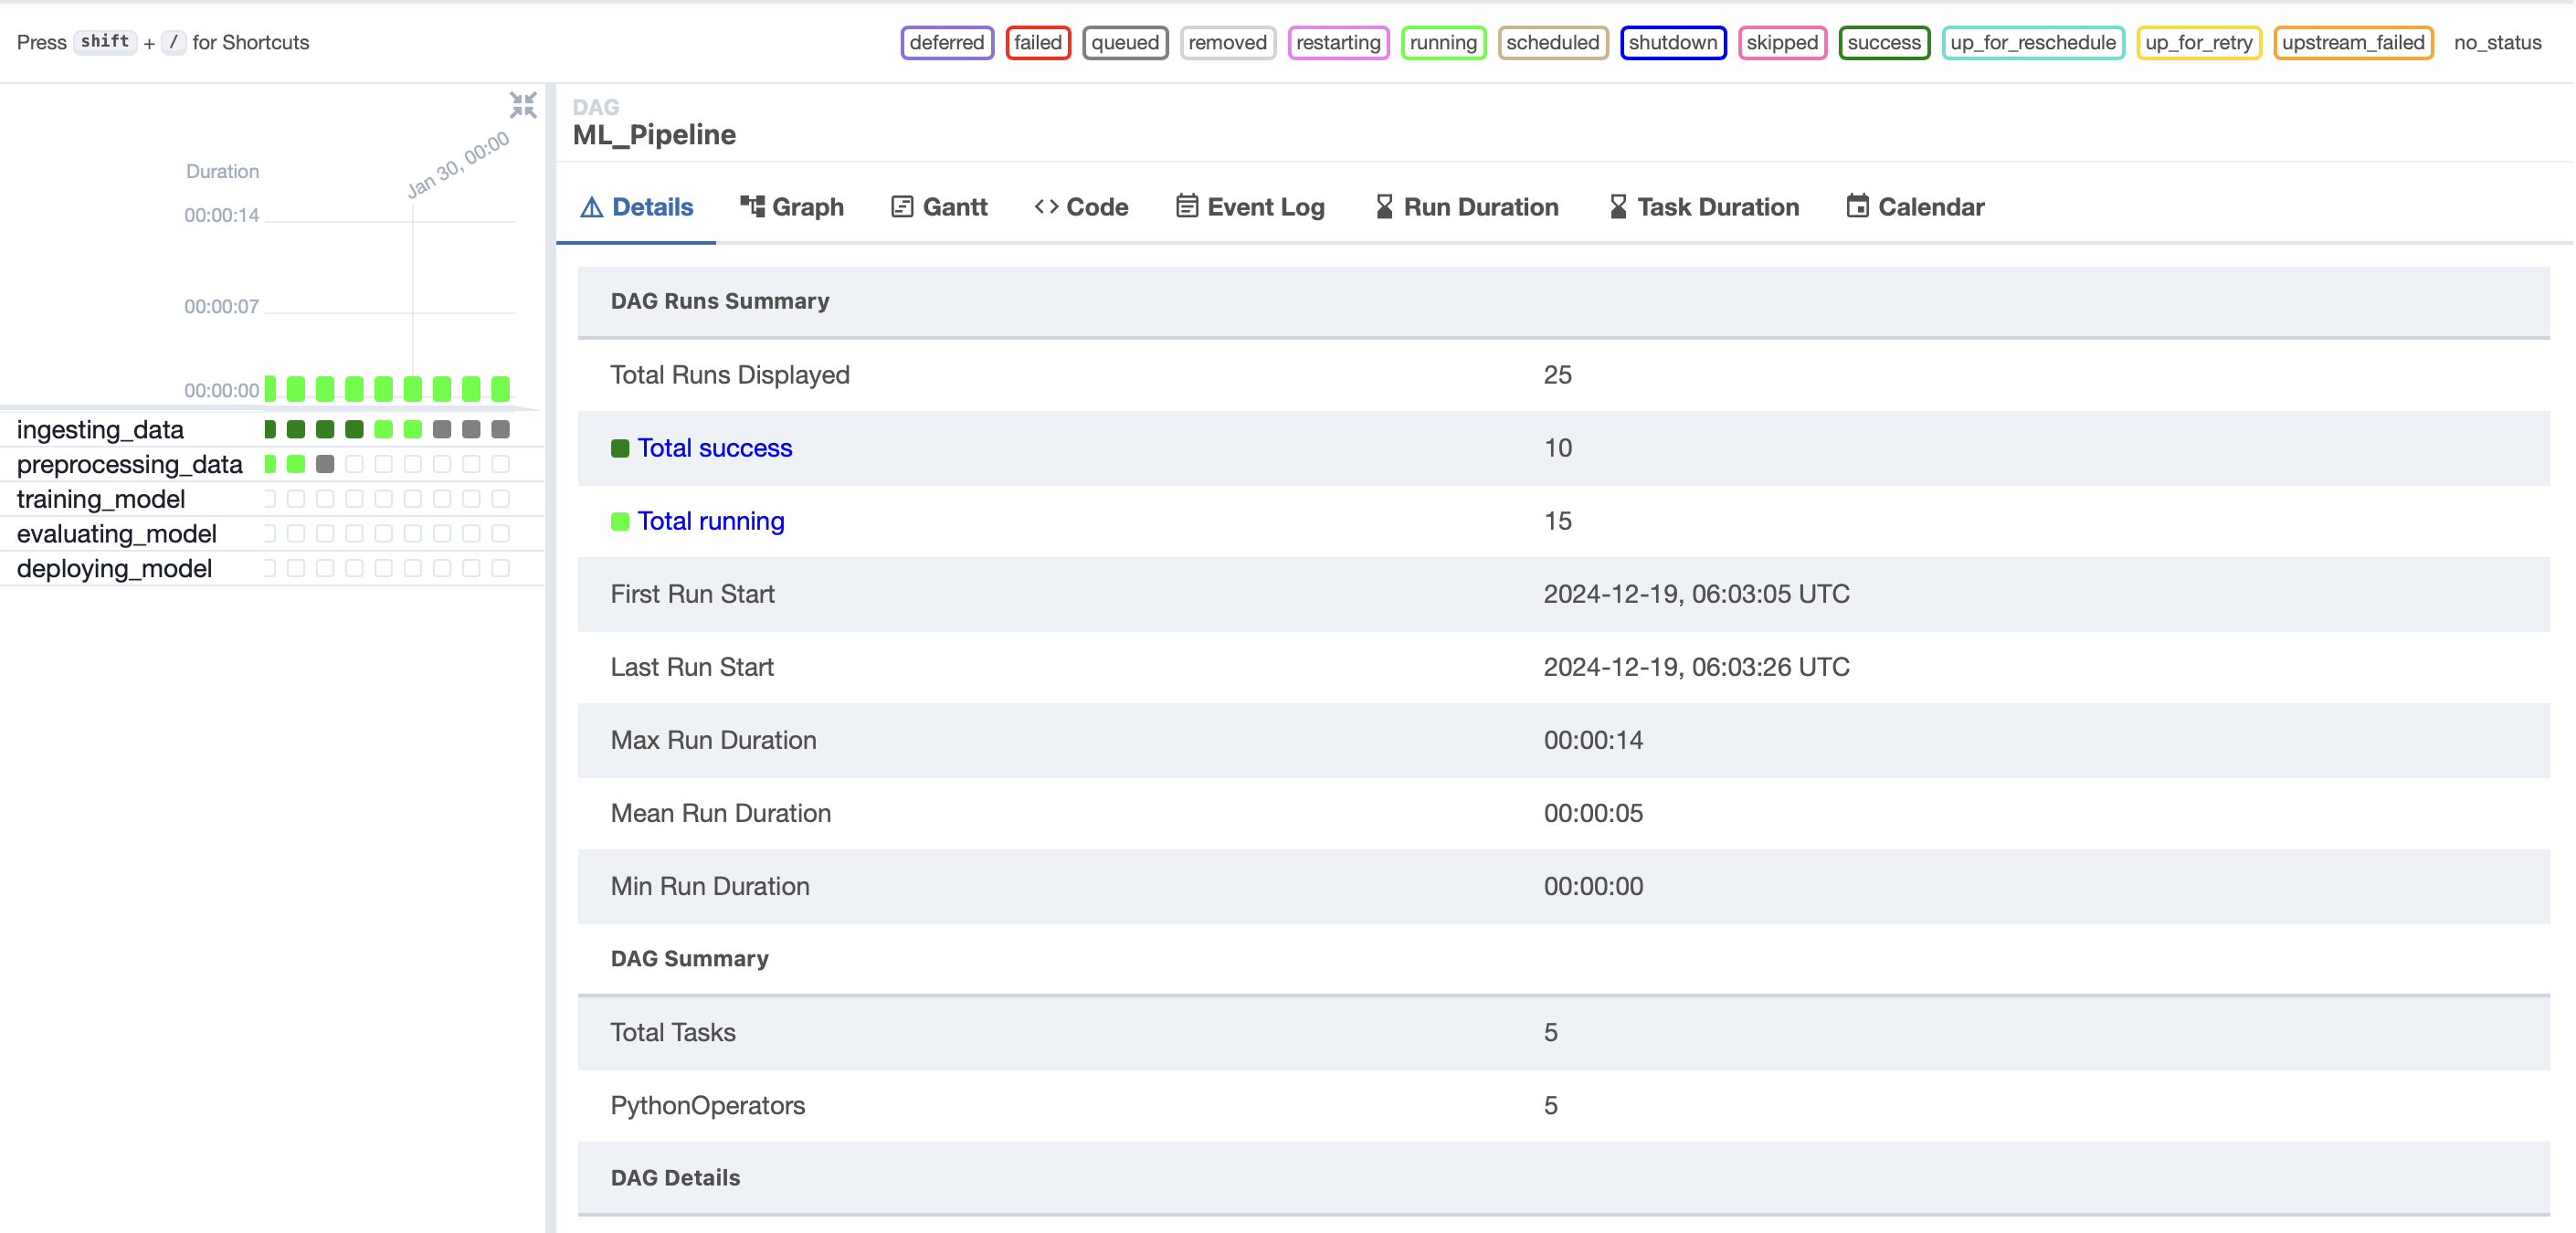 Press shift + / for Shortcuts
deferred failed queued removed restarting running scheduled shutdown skipped success up_for_reschedule up_for_retry upstream_failed no_status
Duration
Jan 30, 00:00
00:00:14
00:00:07
00:00:00
ingesting_data
preprocessing_data
training_model
evaluating_model
deploying_model
DAG
ML_Pipeline
Details Graph Gantt Code Event Log Run Duration Task Duration Calendar
DAG Runs Summary
Total Runs Displayed 25
Total success 10
Total running 15
First Run Start 2024-12-19, 06:03:05 UTC
Last Run Start 2024-12-19, 06:03:26 UTC
Max Run Duration 00:00:14
Mean Run Duration 00:00:05
Min Run Duration 00:00:00
DAG Summary
Total Tasks 5
PythonOperators 5
DAG Details